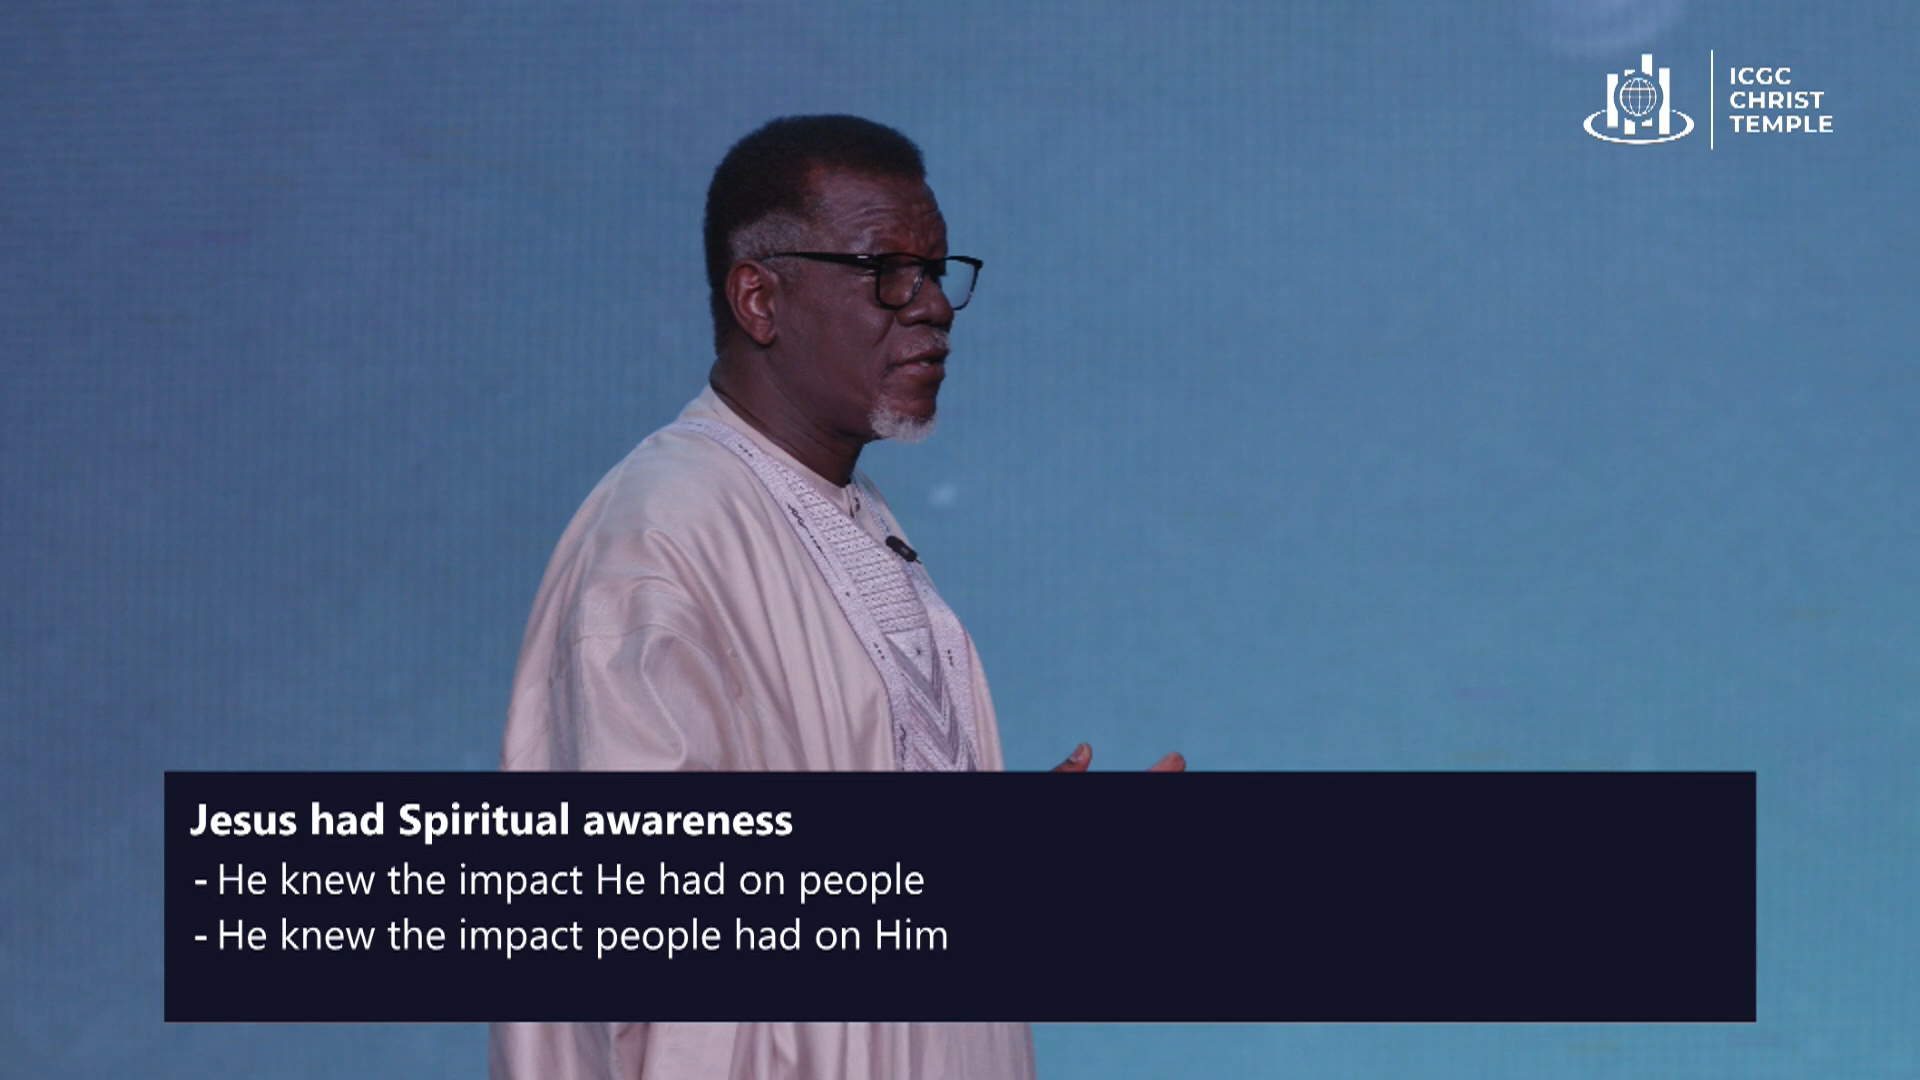 ICGC
CHRIST
TEMPLE
Jesus had Spiritual awareness
- He knew the impact He had on people
- He knew the impact people had on Him